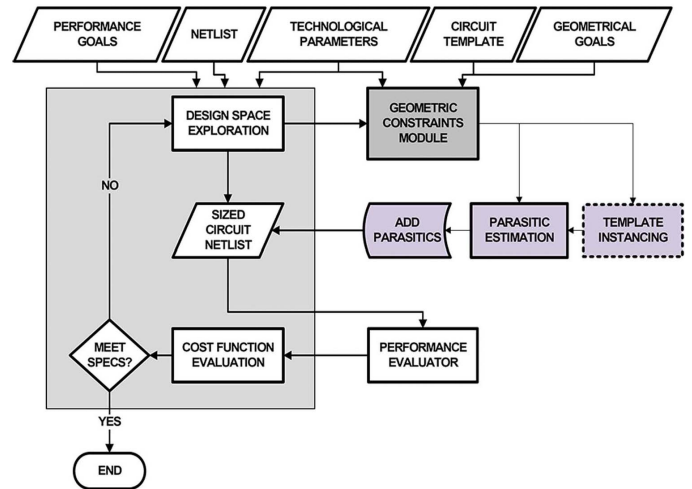 PERFORMANCE
GOALS
NETLIST
TECHNOLOGICAL
PARAMETERS
CIRCUIT
TEMPLATE
GEOMETRICAL
GOALS
DESIGN SPACE
EXPLORATION
GEOMETRIC
CONSTRAINTS
MODULE
NO
SIZED
CIRCUIT
NETLIST
ADD
PARASITICS
PARASITIC
ESTIMATION
TEMPLATE
INSTANCING
MEET
SPECS?
COST FUNCTION
EVALUATION
PERFORMANCE
EVALUATOR
YES
END